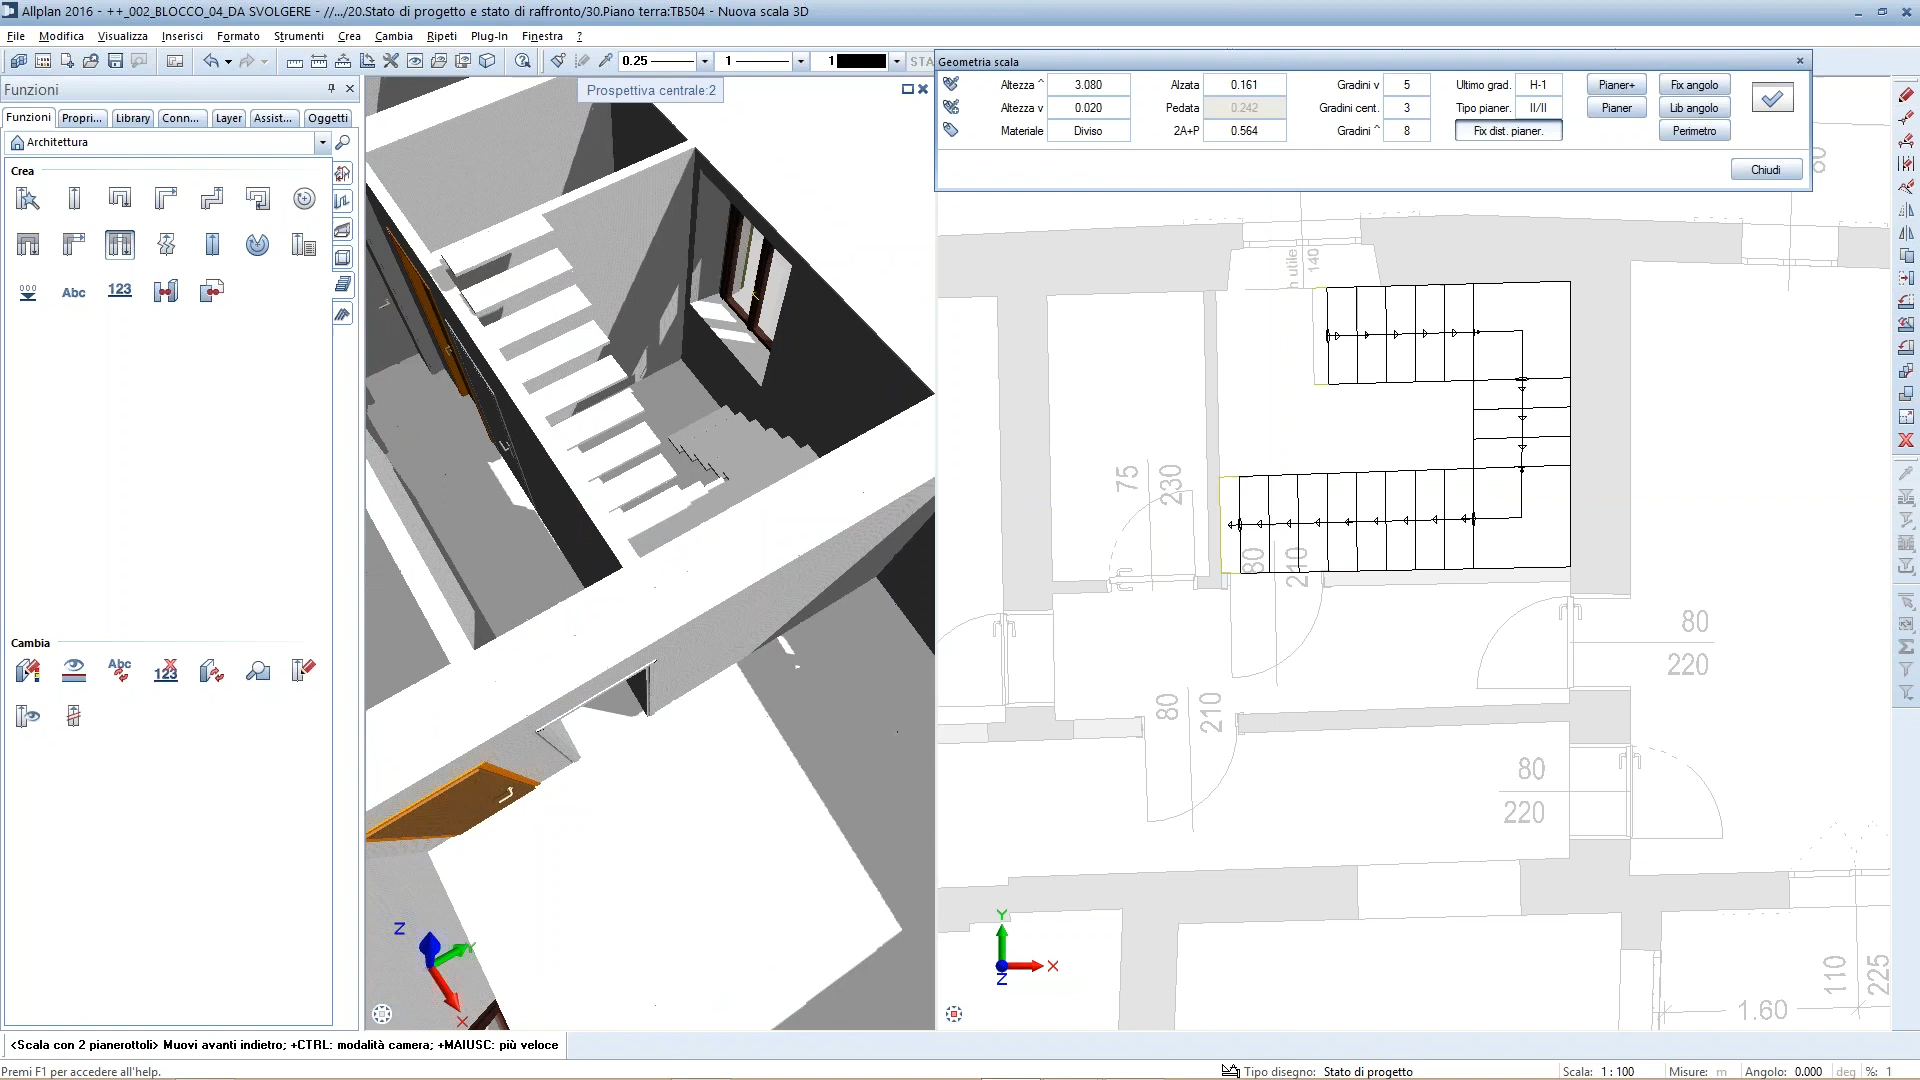 Allplan 2016 - ++_002_BLOCCO_04_DA SVOLGERE - //.../20.Stato di progetto e stato di raffronto/30.Piano terra:TB504 - Nuova scala 3D
File Modifica Visualizza Inserisci Formato Strumenti Crea Cambia Ripeti Plug-In Finestra ?
0.25 1 1 STA
Funzioni
Funzioni Propri... Library Conn... Layer Assist... Oggetti
Architettura
Crea
Abc 123
Cambia
Abc 123
Prospettiva centrale:2
Geometria scala
Altezza ^ 3.080 Alzata 0.161 Gradini v 5 Ultimo grad. H-1 Pianer+ Fix angolo
Altezza v 0.020 Pedata 0.242 Gradini cent. 3 Tipo pianer. II/II Pianer Lib angolo
Materiale Diviso 2A+P 0.564 Gradini ^ 8 Fix dist. pianer. Perimetro
Chiudi
h utile
140
75
230
80
210
80
220
80
210
80
220
110
225
1.60
Z
Y
X
Y
X
Z
<Scala con 2 pianerottoli> Muovi avanti indietro; +CTRL: modalità camera; +MAIUSC: più veloce
Premi F1 per accedere all'help.
Tipo disegno: Stato di progetto Scala: 1 : 100 Misure: m Angolo: 0.000 deg %: 1